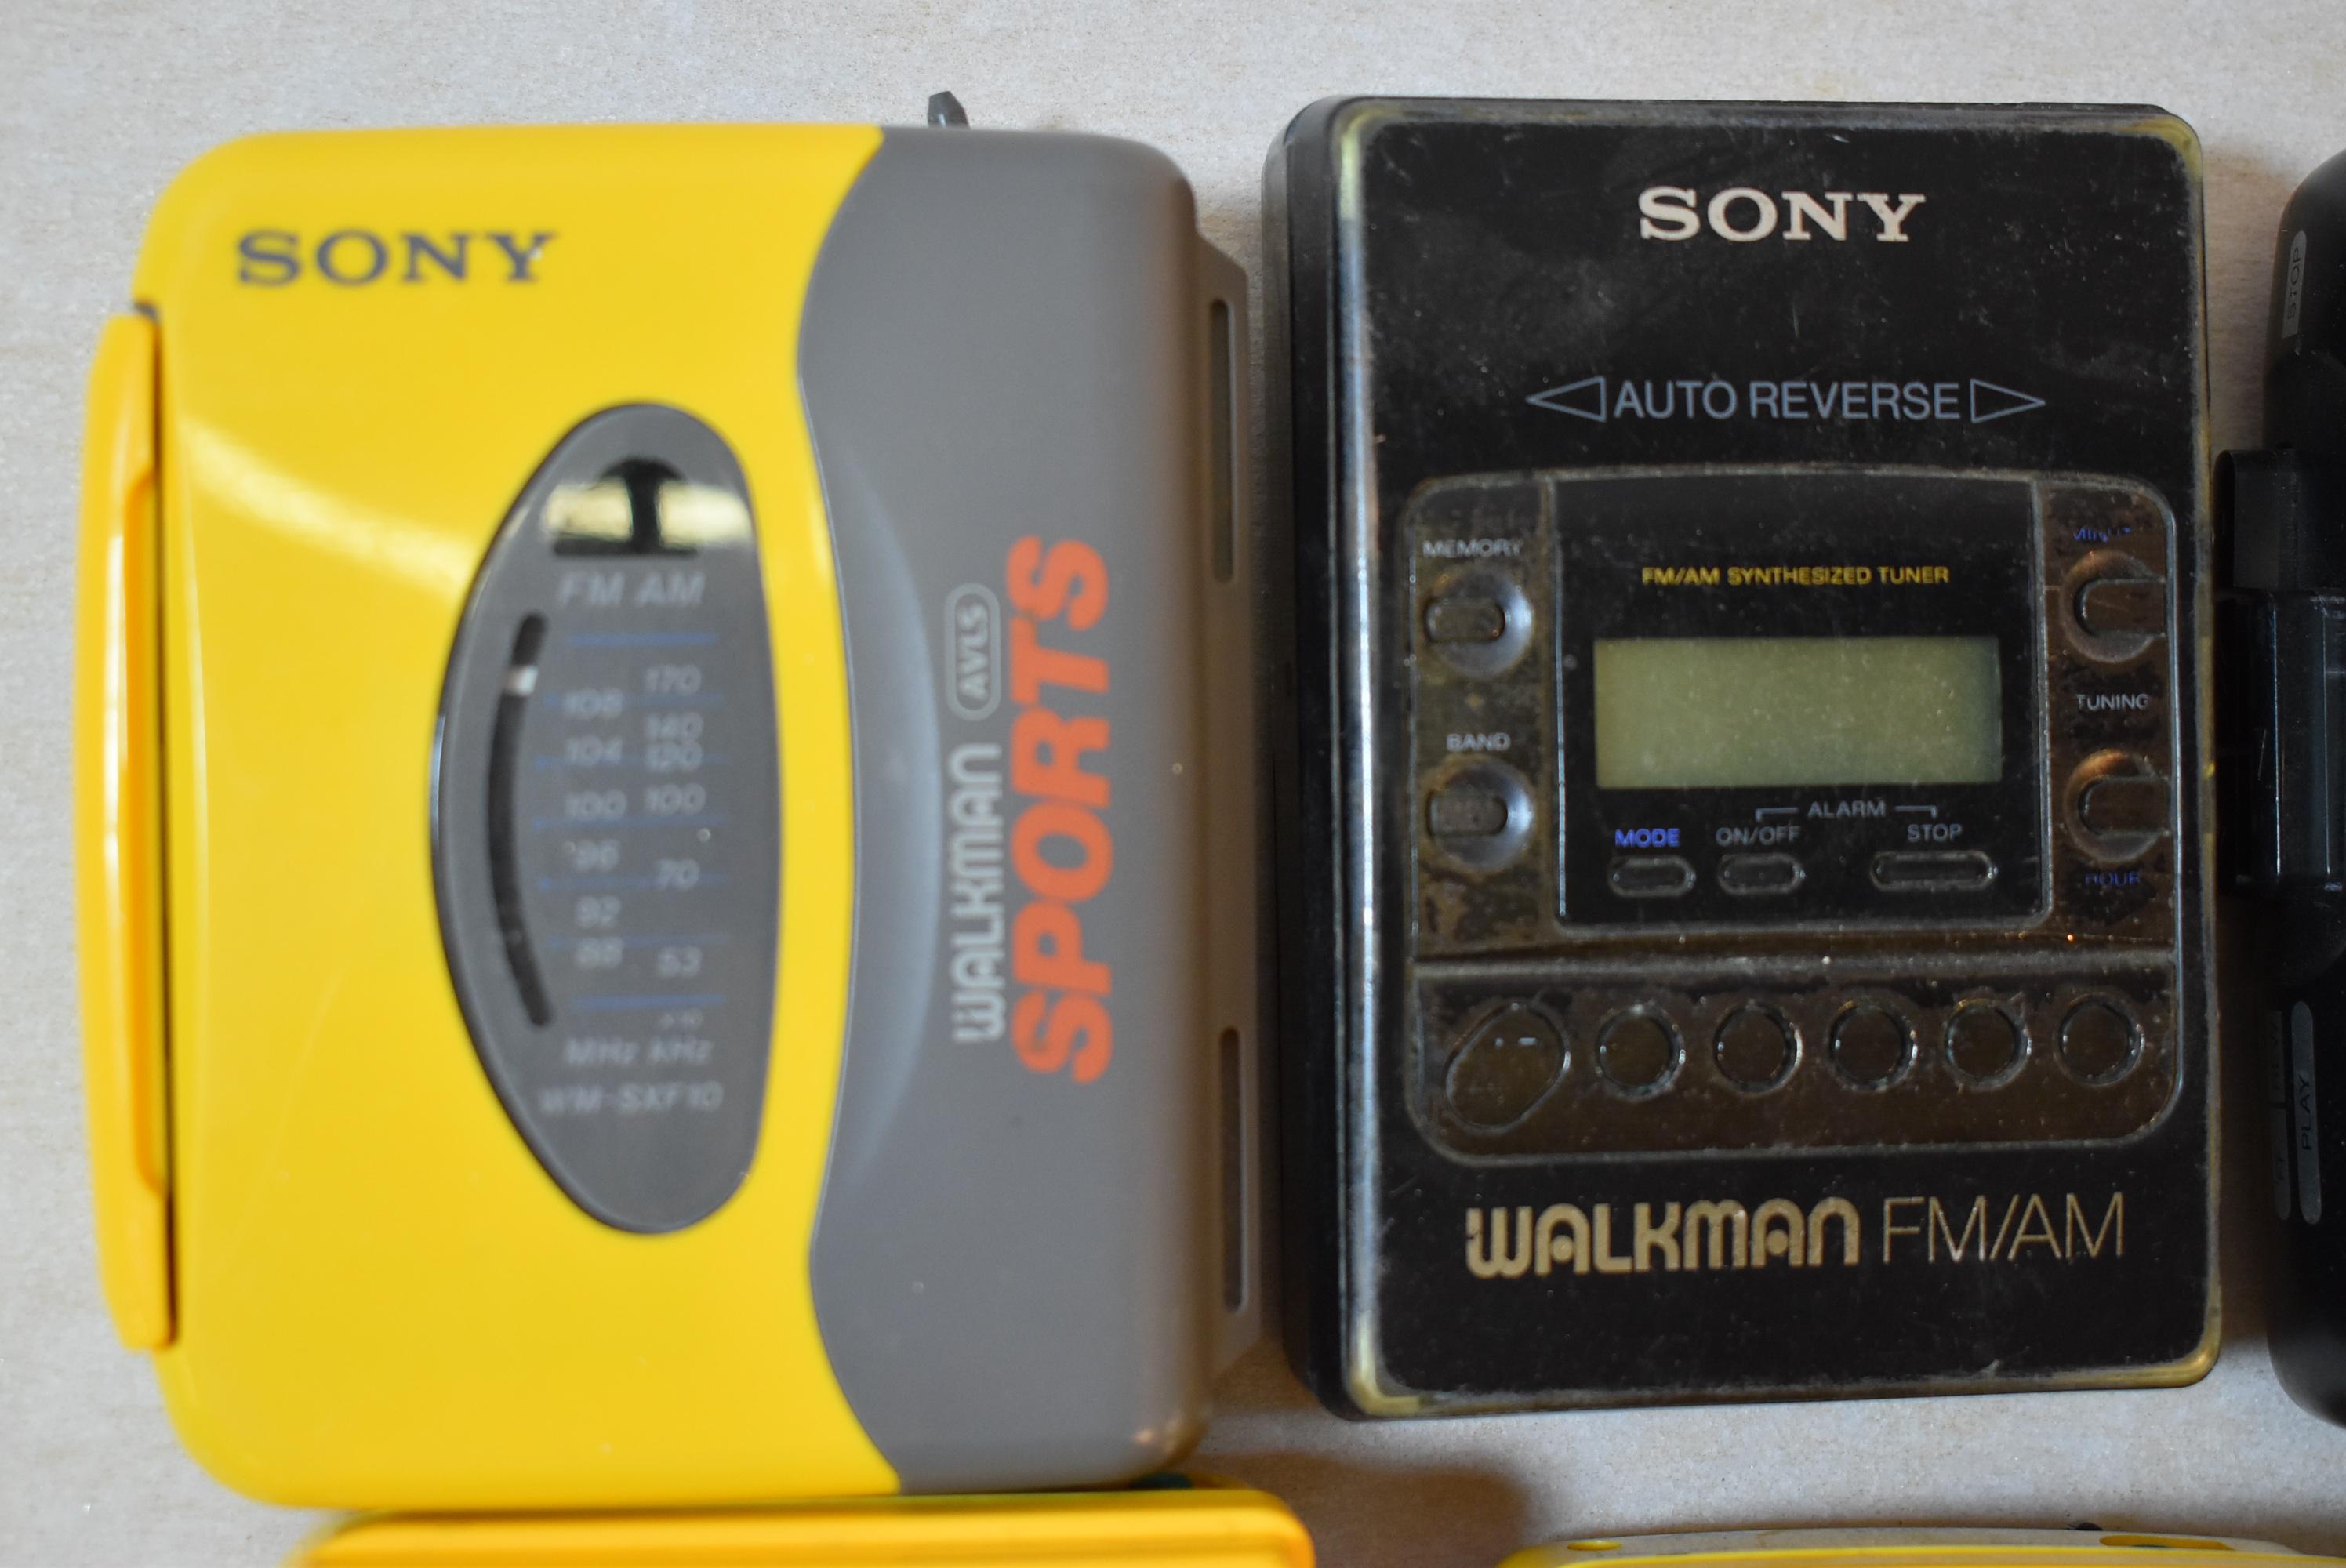 SONY
FM AM
170
108
140
104 120
100 100
96
70
92
88
53
MHz kHz
WM-SXF10
WALKMAN AVLS
SPORTS
SONY
AUTO REVERSE
MEMORY
FM/AM SYNTHESIZED TUNER
TUNING
BAND
ALARM
MODE ON/OFF STOP
HOUR
WALKMAN FM/AM
STOP
PLAY